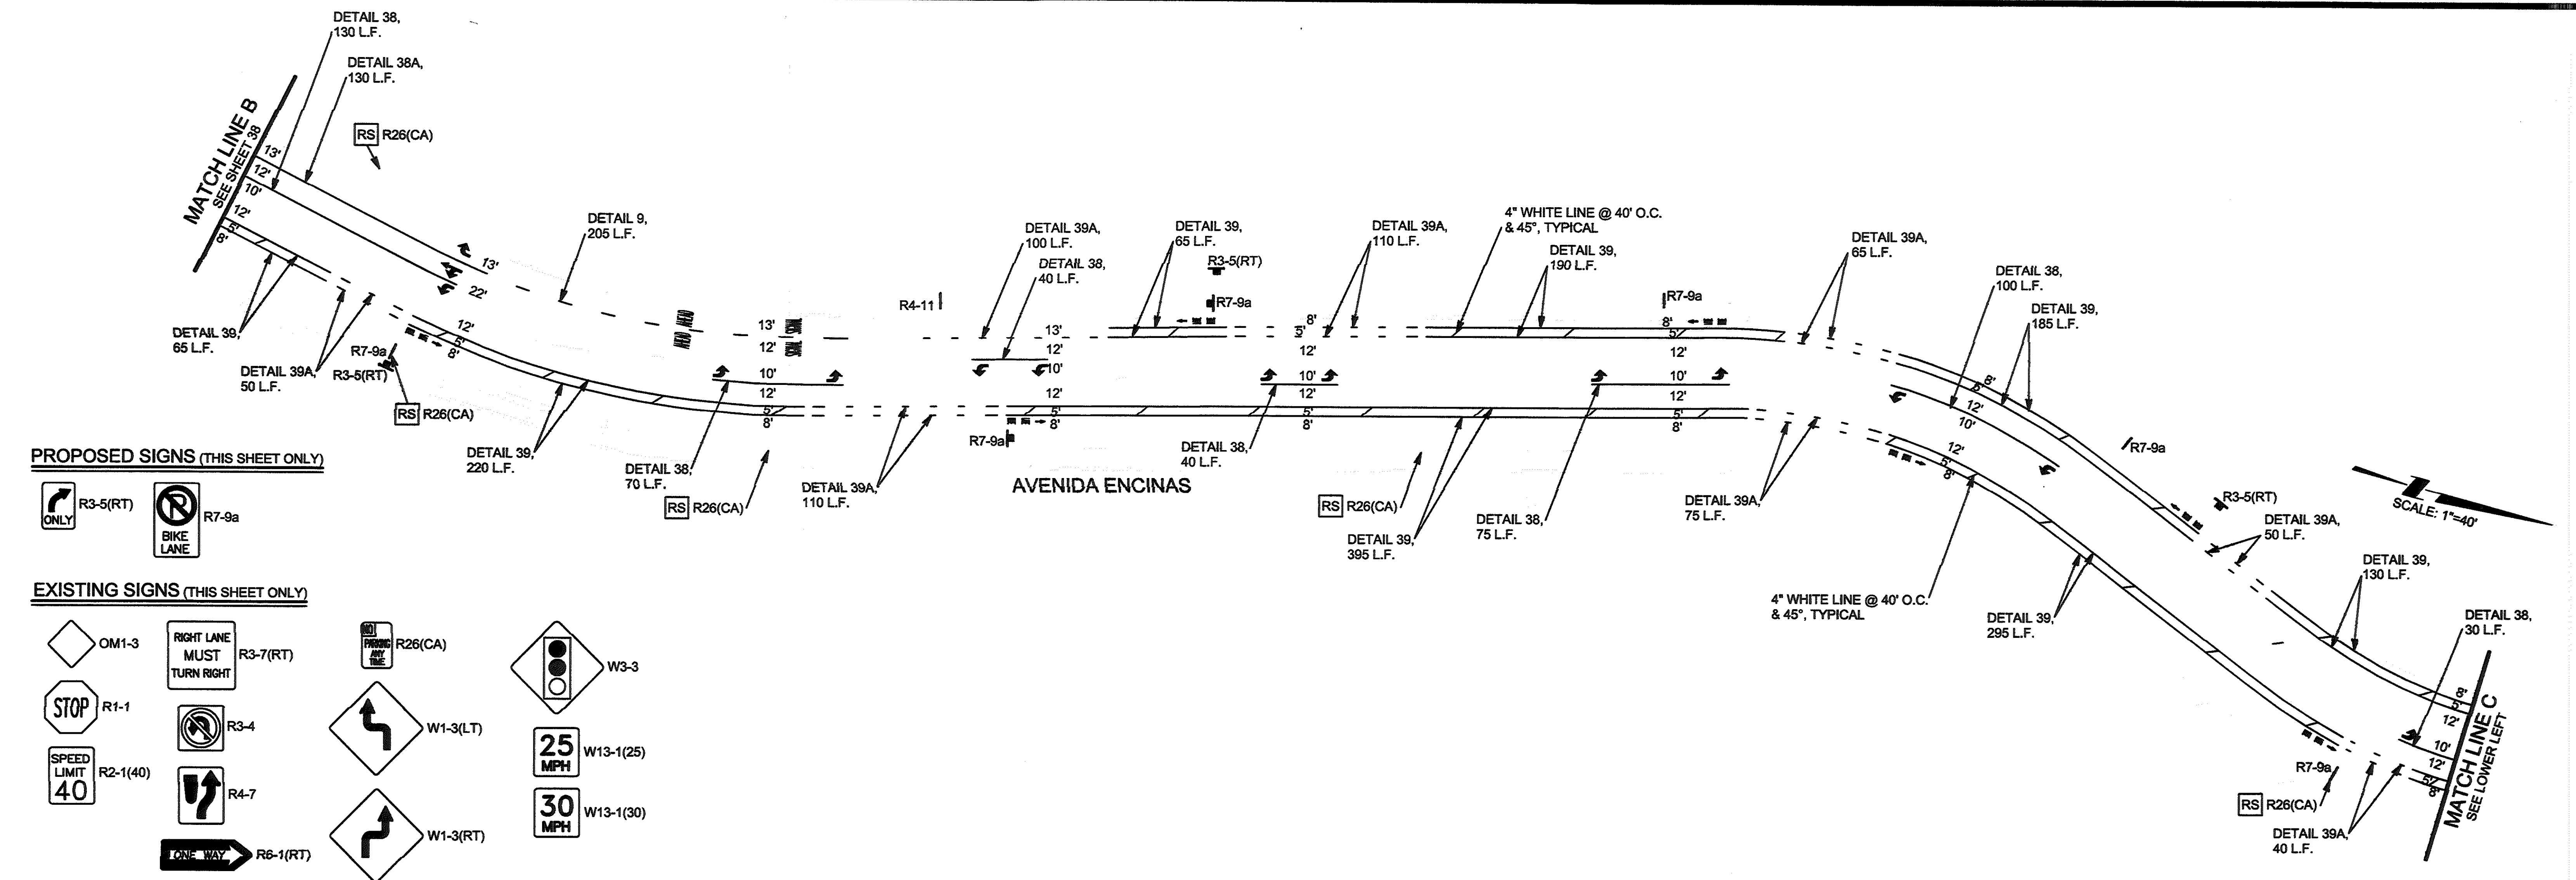 DETAIL 38,
130 L.F.
DETAIL 38A,
130 L.F.
RS R26(CA)
MATCH LINE B
SEE SHEET 38
13'
12'
10'
12'
5'
8'
DETAIL 39,
65 L.F.
DETAIL 39A,
50 L.F.
13'
22'
DETAIL 9,
205 L.F.
12'
5'
8'
R7-9a
R3-5(RT)
RS R26(CA)
DETAIL 39,
220 L.F.
DETAIL 38,
70 L.F.
RS R26(CA)
13'
12'
10'
12'
5'
8'
DETAIL 39A,
110 L.F.
R4-11
DETAIL 39A,
100 L.F.
DETAIL 38,
40 L.F.
13'
12'
10'
12'
5'
8'
R7-9a
DETAIL 39,
65 L.F.
R3-5(RT)
R7-9a
DETAIL 39A,
110 L.F.
8'
5'
12'
10'
12'
5'
8'
DETAIL 38,
40 L.F.
AVENIDA ENCINAS
4" WHITE LINE @ 40' O.C.
& 45°, TYPICAL
DETAIL 39,
190 L.F.
RS R26(CA)
DETAIL 39,
395 L.F.
DETAIL 38,
75 L.F.
R7-9a
8'
5'
12'
10'
12'
5'
8'
DETAIL 39A,
75 L.F.
DETAIL 39A,
65 L.F.
DETAIL 38,
100 L.F.
DETAIL 39,
185 L.F.
8'
5'
12'
10'
12'
5'
8'
R7-9a
R3-5(RT)
DETAIL 39A,
50 L.F.
SCALE: 1"=40'
4" WHITE LINE @ 40' O.C.
& 45°, TYPICAL
DETAIL 39,
295 L.F.
DETAIL 39,
130 L.F.
DETAIL 38,
30 L.F.
8'
5'
12'
10'
12'
5'
8'
R7-9a
RS R26(CA)
DETAIL 39A,
40 L.F.
MATCH LINE C
SEE LOWER LEFT
PROPOSED SIGNS (THIS SHEET ONLY)
ONLY
R3-5(RT)
BIKE
LANE
R7-9a
EXISTING SIGNS (THIS SHEET ONLY)
OM1-3
STOP
R1-1
SPEED
LIMIT
40
R2-1(40)
RIGHT LANE
MUST
TURN RIGHT
R3-7(RT)
R3-4
R4-7
ONE WAY
R6-1(RT)
NO
PARKING
ANY
TIME
R26(CA)
W1-3(LT)
W1-3(RT)
W3-3
25
MPH
W13-1(25)
30
MPH
W13-1(30)